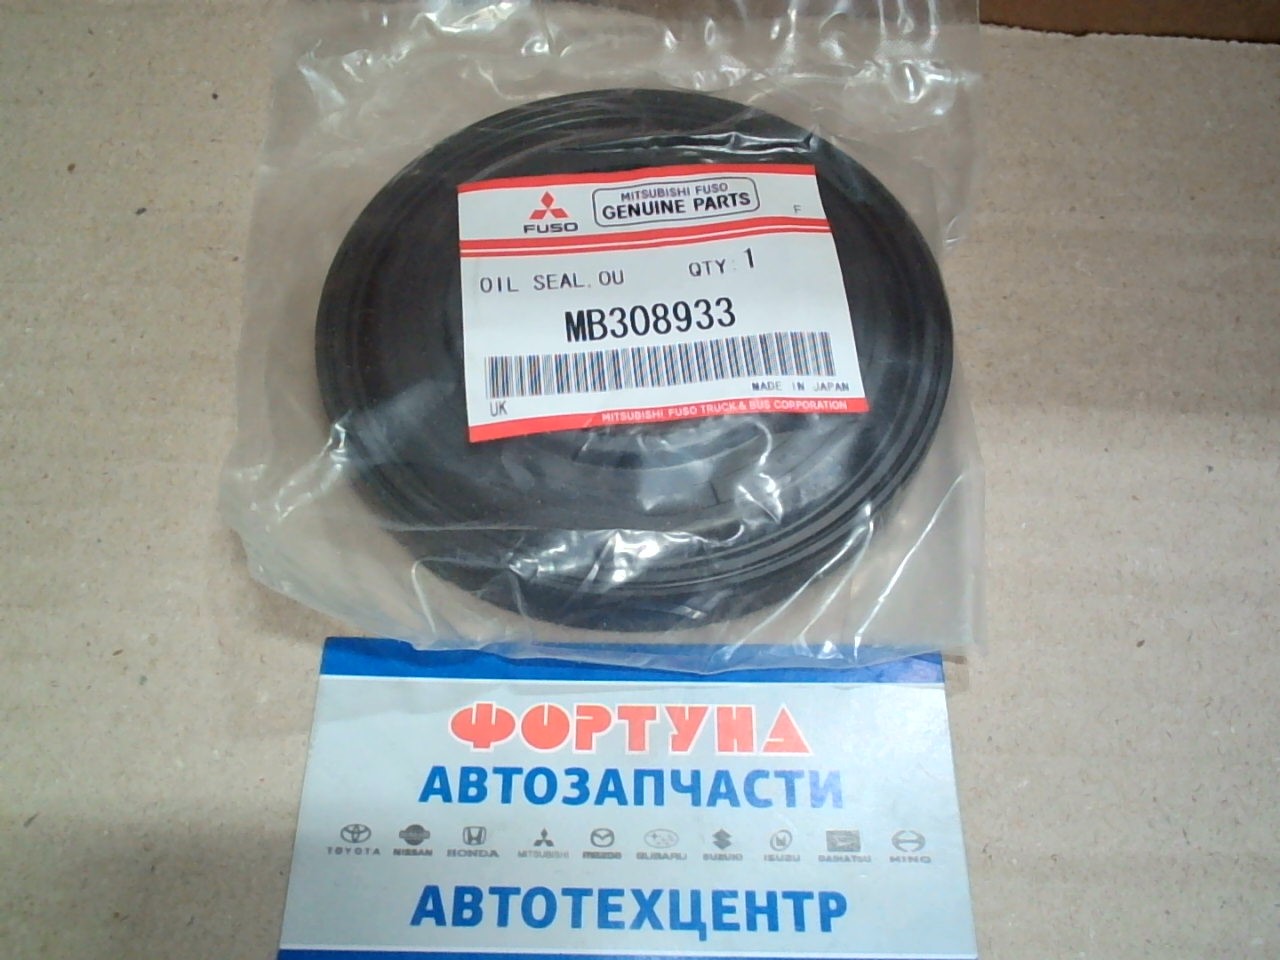 MITSUBISHI FUSO
GENUINE PARTS
FUSO
F
OIL SEAL, OU QTY: 1
MB308933
MADE IN JAPAN
UK
MITSUBISHI FUSO TRUCK & BUS CORPORATION
ФОРТУНА
АВТОЗАПЧАСТИ
TOYOTA NISSAN HONDA MITSUBISHI mazda SUBARU SUZUKI ISUZU DAIHATSU HINO
АВТОТЕХЦЕНТР